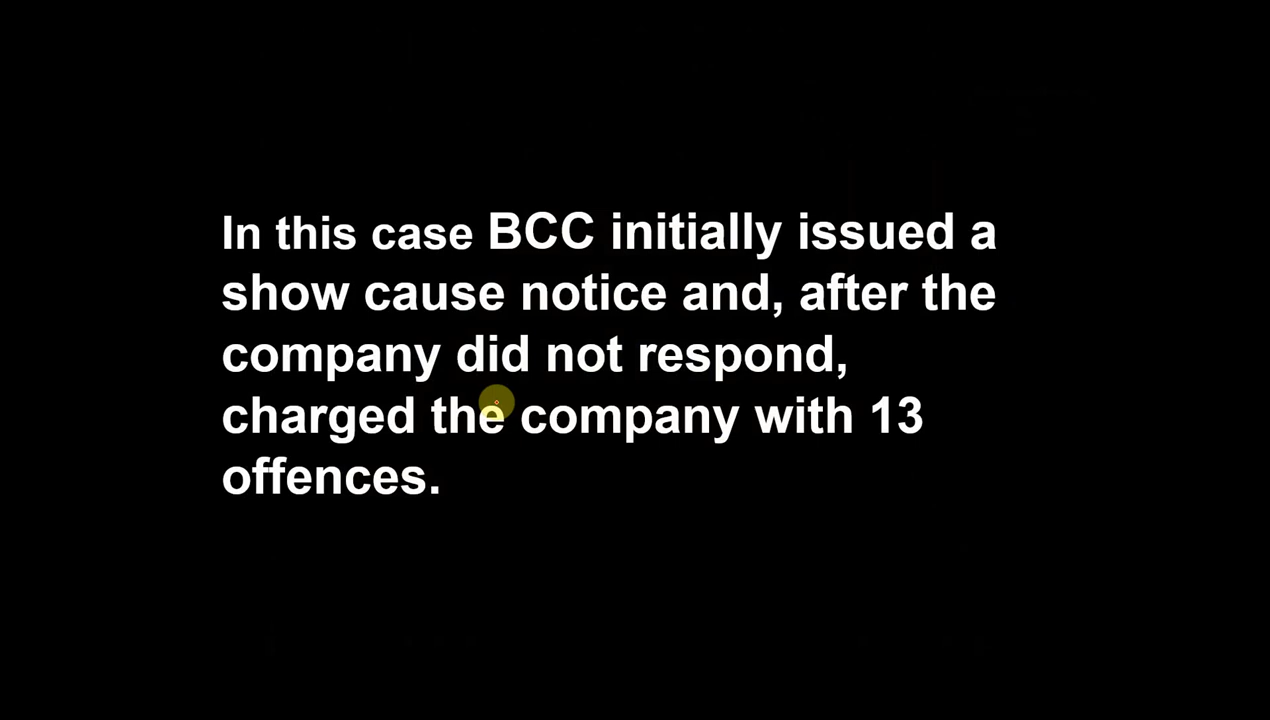 In this case BCC initially issued a
show cause notice and, after the
company did not respond,
charged the company with 13
offences.